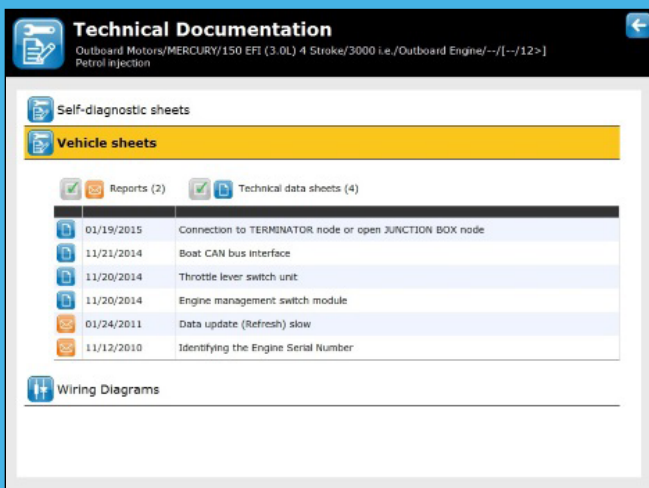 Technical Documentation
Outboard Motors/MERCURY/150 EFI (3.0L) 4 Stroke/3000 i.e./Outboard Engine/--/[--/12>]
Petrol injection
Self-diagnostic sheets
Vehicle sheets
Reports (2) Technical data sheets (4)
01/19/2015 Connection to TERMINATOR node or open JUNCTION BOX node
11/21/2014 Boat CAN bus interface
11/20/2014 Throttle lever switch unit
11/20/2014 Engine management switch module
01/24/2011 Data update (Refresh) slow
11/12/2010 Identifying the Engine Serial Number
Wiring Diagrams